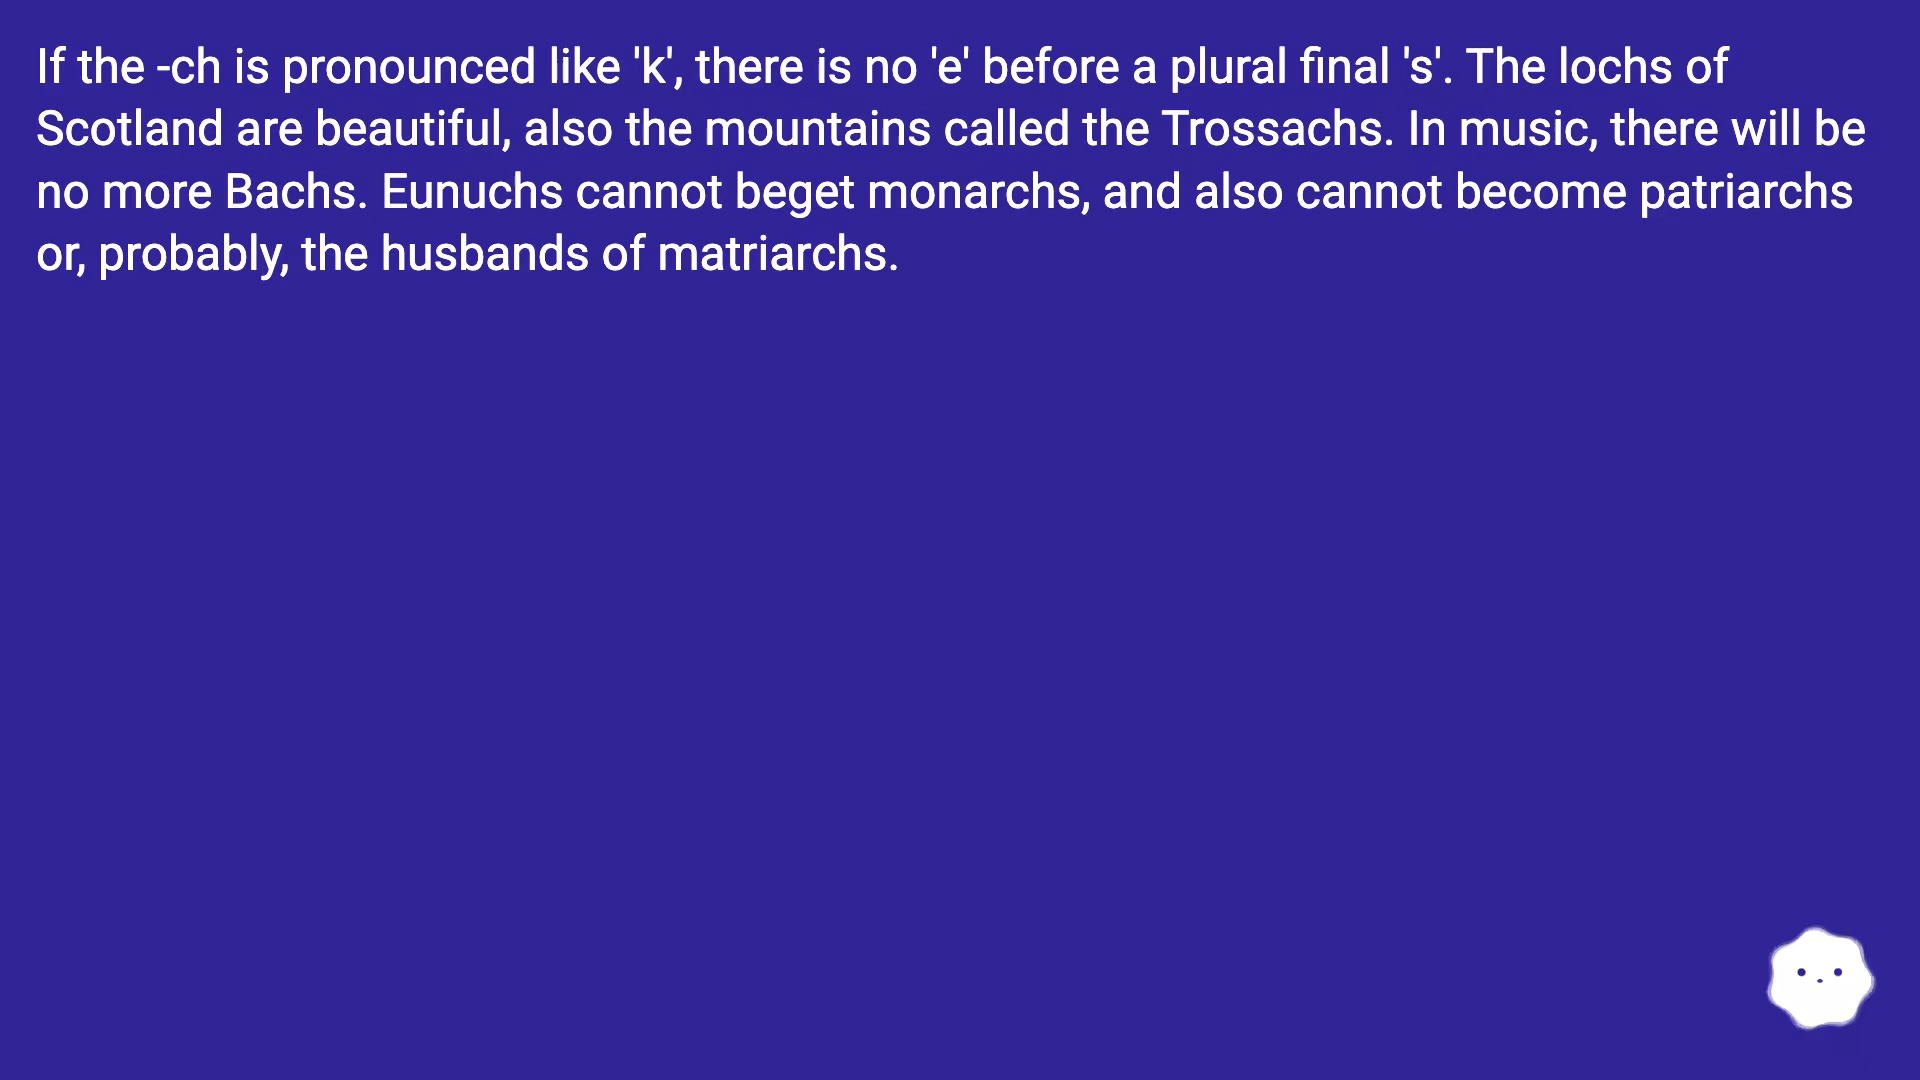 If the -ch is pronounced like 'k', there is no 'e' before a plural final 's'. The lochs of
Scotland are beautiful, also the mountains called the Trossachs. In music, there will be
no more Bachs. Eunuchs cannot beget monarchs, and also cannot become patriarchs
or, probably, the husbands of matriarchs.